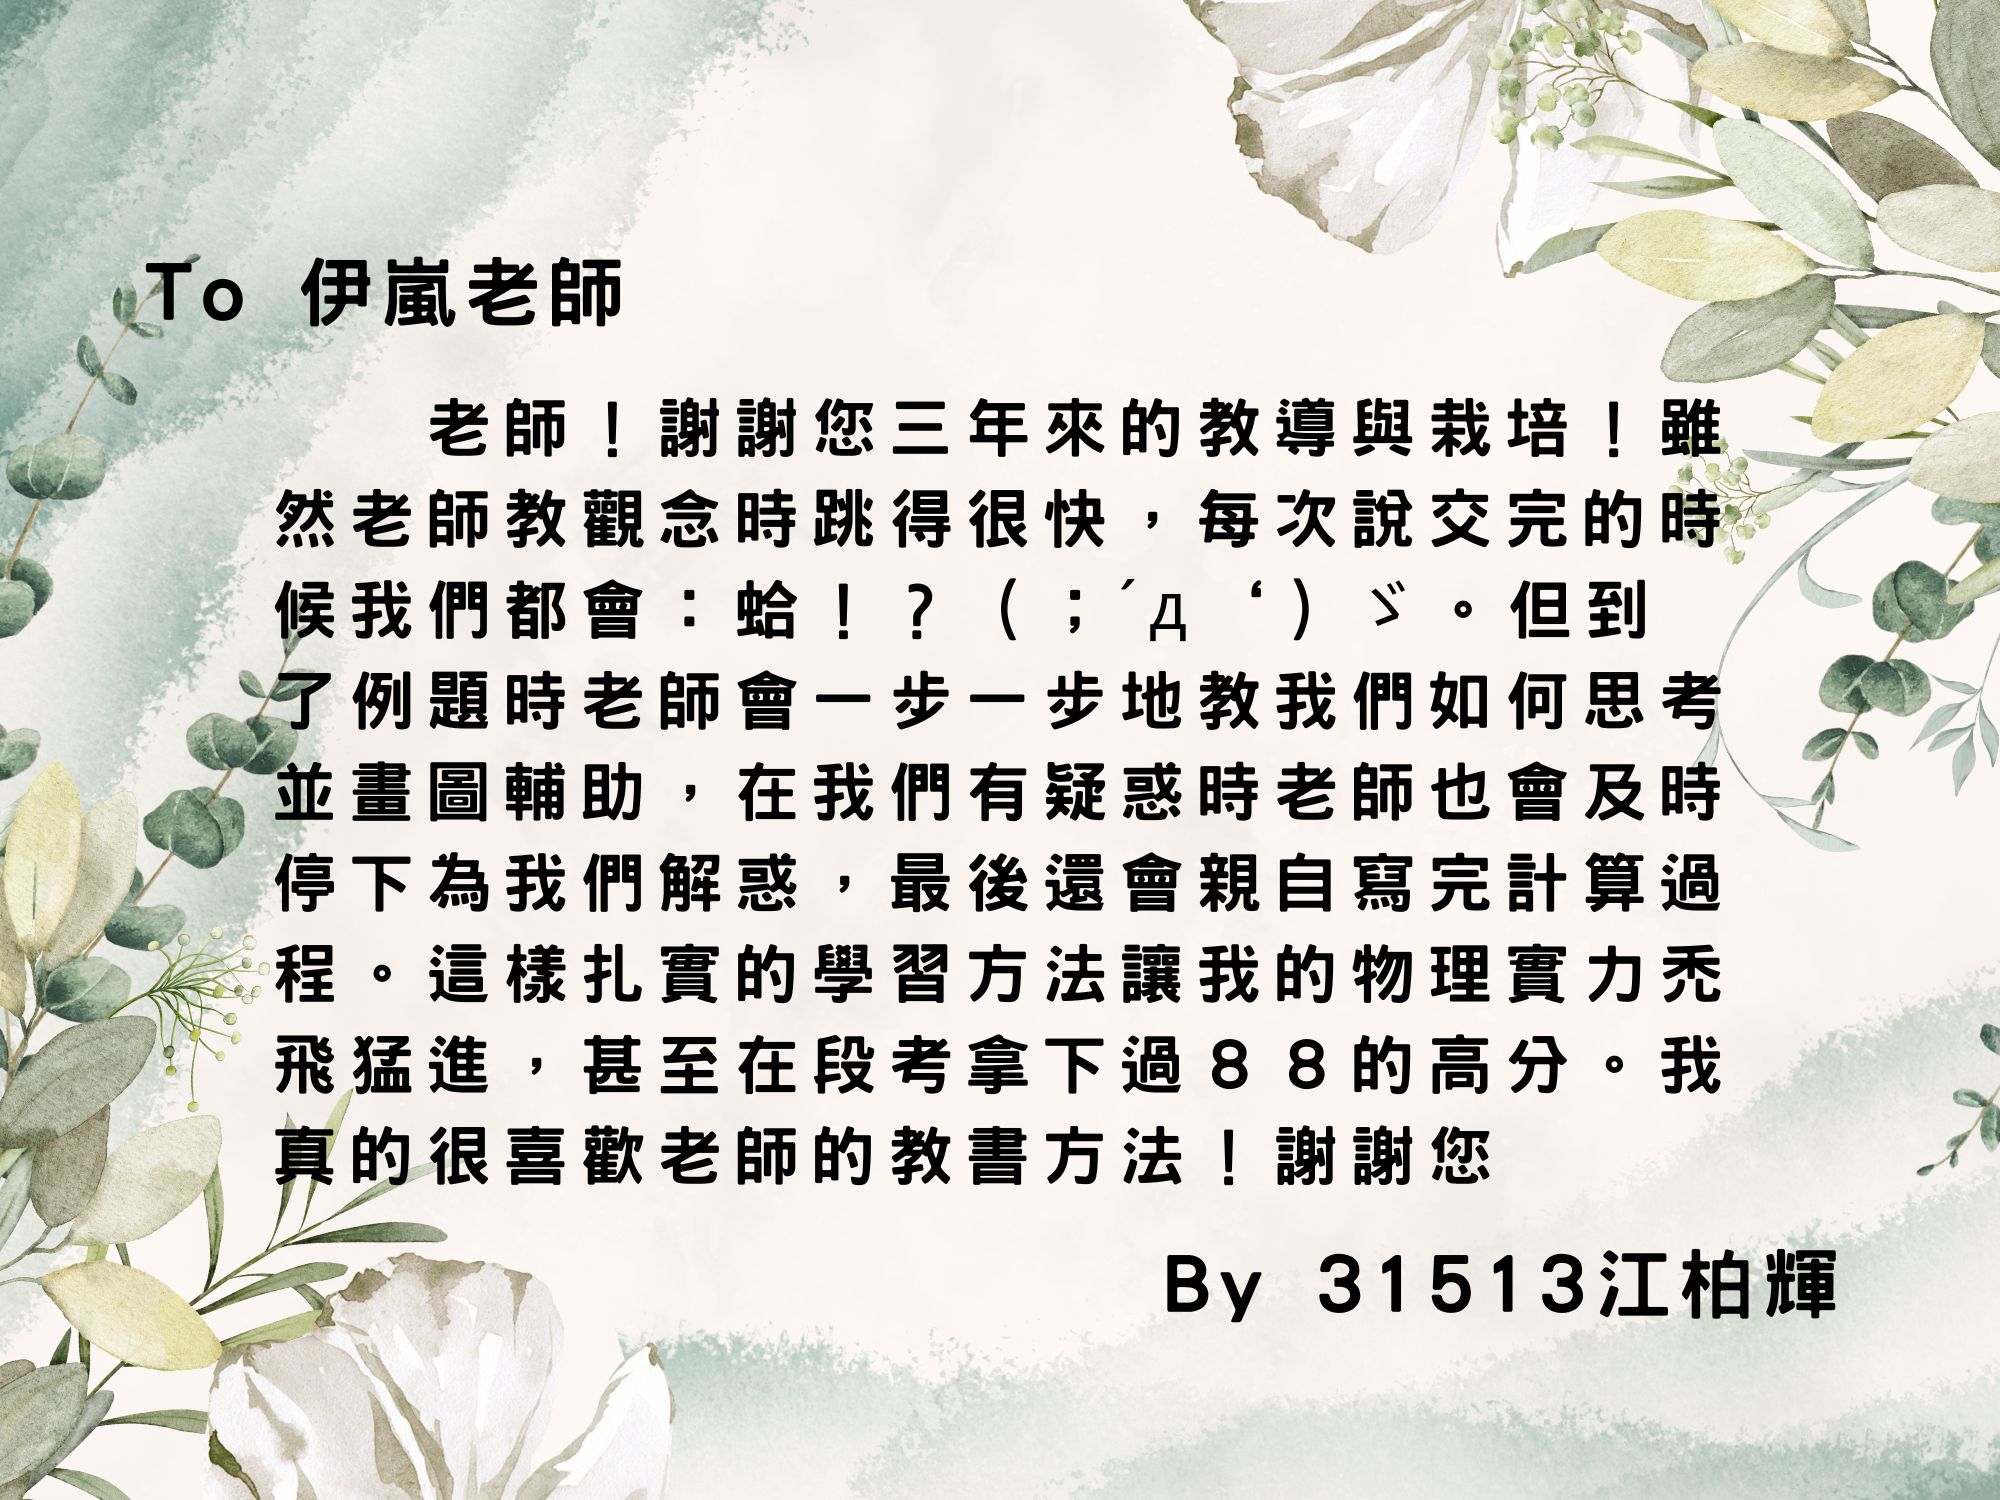 To 伊嵐老師
老師！謝謝您三年來的教導與栽培！雖
然老師教觀念時跳得很快，每次說交完的時
候我們都會：蛤！？（；´д‘）ゞ。但到
了例題時老師會一步一步地教我們如何思考
並畫圖輔助，在我們有疑惑時老師也會及時
停下為我們解惑，最後還會親自寫完計算過
程。這樣扎實的學習方法讓我的物理實力禿
飛猛進，甚至在段考拿下過８８的高分。我
真的很喜歡老師的教書方法！謝謝您
By 31513江柏輝